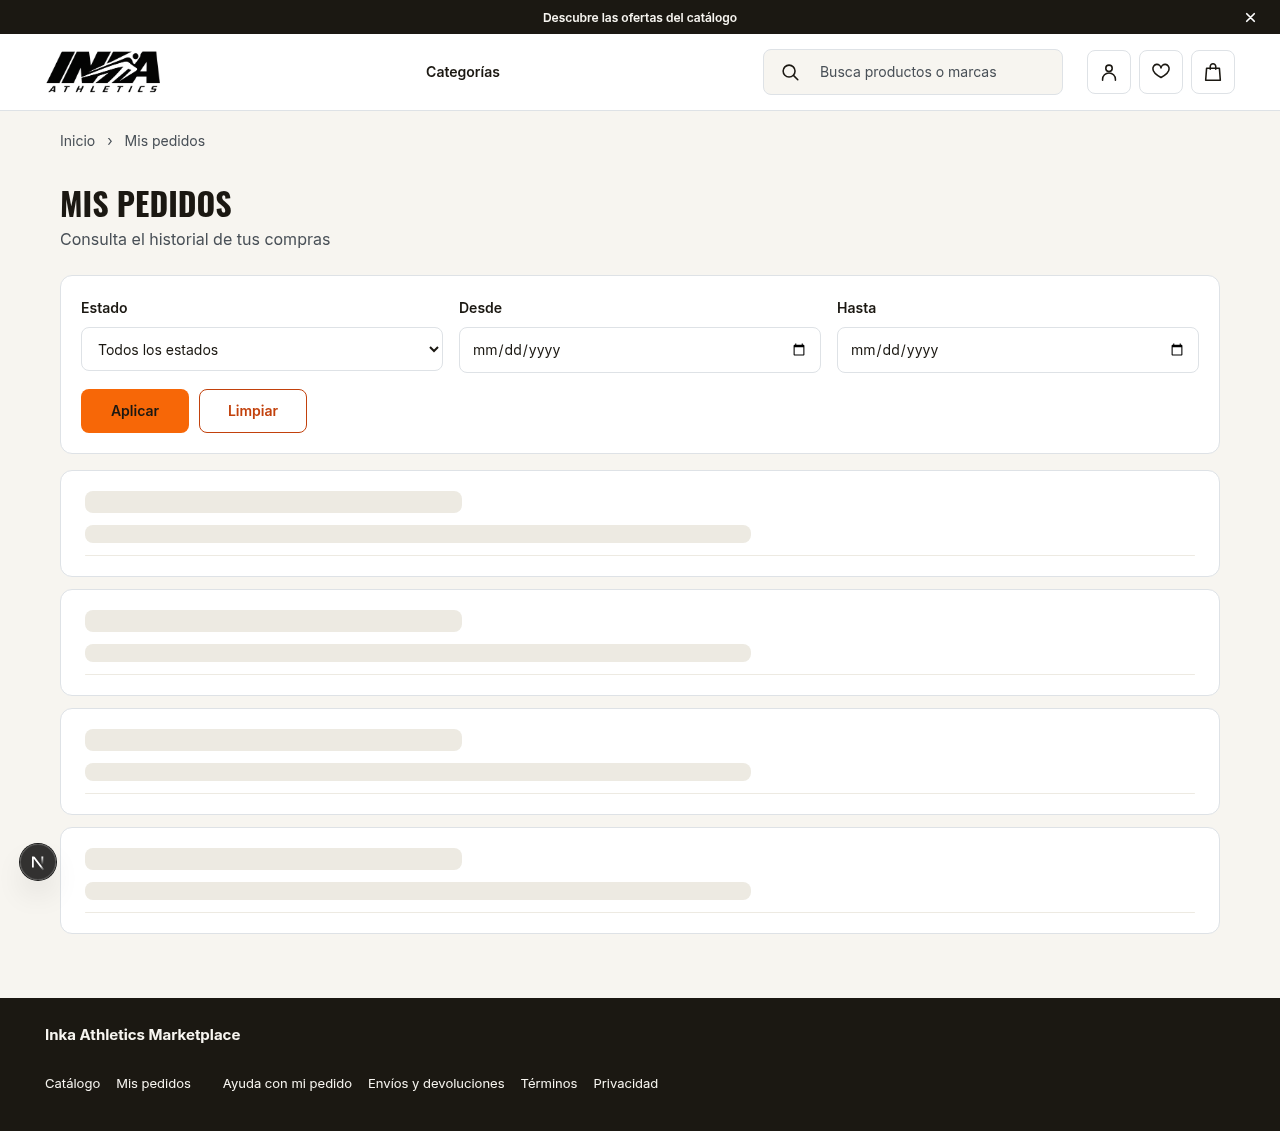 Descubre las ofertas del catálogo
INKA
ATHLETICS
Categorías
Busca productos o marcas
Inicio › Mis pedidos
MIS PEDIDOS
Consulta el historial de tus compras
Estado
Desde
Hasta
Todos los estados
mm/dd/yyyy
mm/dd/yyyy
Aplicar
Limpiar
N
Inka Athletics Marketplace
Catálogo Mis pedidos Ayuda con mi pedido Envíos y devoluciones Términos Privacidad